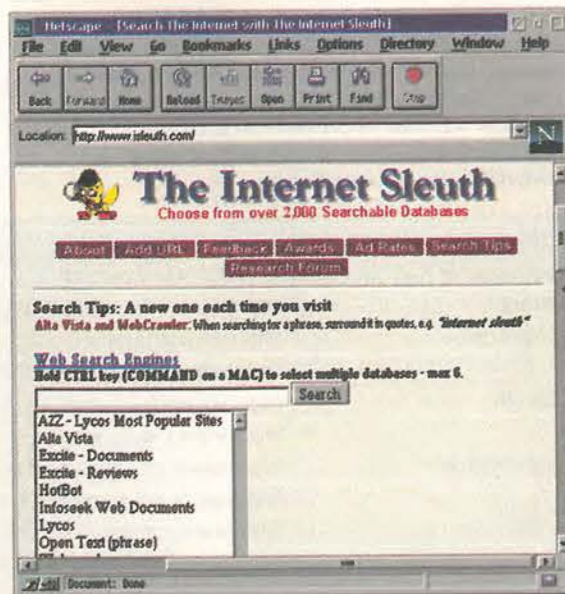 Netscape - [Search The Internet with The Internet Sleuth]
File Edit View Go Bookmarks Links Options Directory Window Help
Back Forward Home Reload Images Open Print Find Stop
Location: http://www.isleuth.com/
N
The Internet Sleuth
Choose from over 2,000 Searchable Databases
About Add URL Feedback Awards Ad Rates Search Tips
Research Forum
Search Tips: A new one each time you visit
Alta Vista and WebCrawler: When searching for a phrase, surround it in quotes, e.g. "internet sleuth"
Web Search Engines
Hold CTRL key (COMMAND on a MAC) to select multiple databases - max 6.
Search
A2Z - Lycos Most Popular Sites
Alta Vista
Excite - Documents
Excite - Reviews
HotBot
Infoseek Web Documents
Lycos
Open Text (phrase)
Document: Done